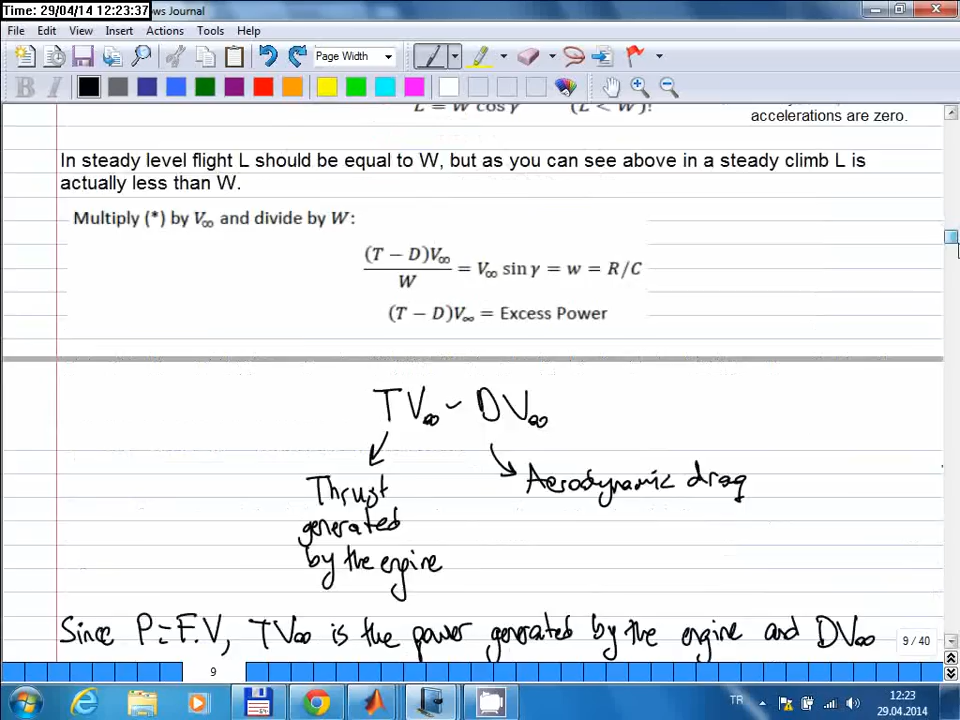 Time: 29/04/14 12:23:37 ows Journal
File Edit View Insert Actions Tools Help
Page Width
B I
L = W cos γ (L < W)!
accelerations are zero.
In steady level flight L should be equal to W, but as you can see above in a steady climb L is
actually less than W.
Multiply (*) by V∞ and divide by W:
(T − D)V∞ / W = V∞ sin γ = w = R/C
(T − D)V∞ = Excess Power
TV∞ − DV∞
Thrust
generated
by the engine
Aerodynamic drag
Since P=F.V, TV∞ is the power generated by the engine and DV∞
9 / 40
9
TR
12:23
29.04.2014